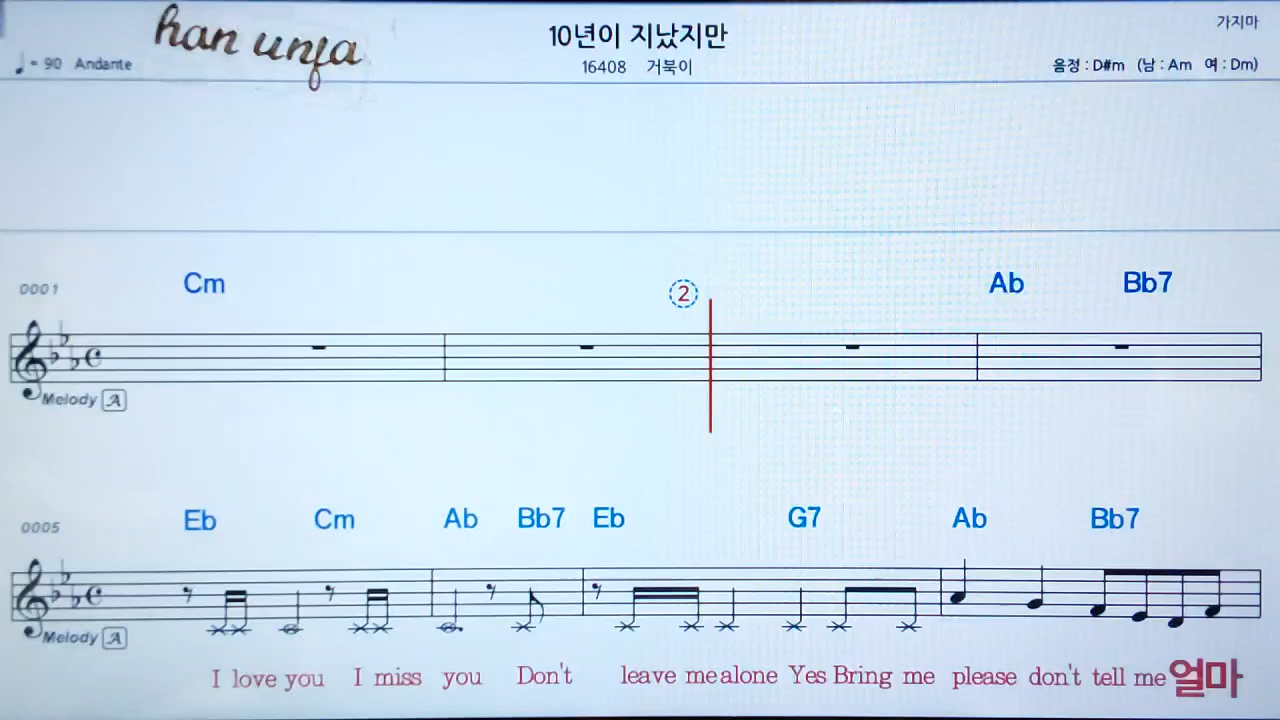 han unja
10년이 지났지만
가지마
♩= 90 Andante
16408 거북이
음정 : D#m (남 : Am 여 : Dm)
0001 Cm ② Ab Bb7
Melody A
0005 Eb Cm Ab Bb7 Eb G7 Ab Bb7
Melody A
I love you I miss you Don't leave me alone Yes Bring me please don't tell me 얼마